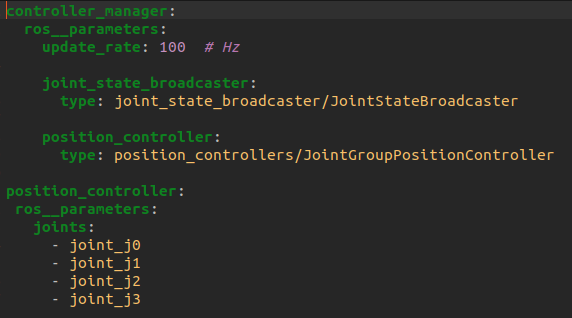 controller_manager:
  ros__parameters:
    update_rate: 100  # Hz

    joint_state_broadcaster:
      type: joint_state_broadcaster/JointStateBroadcaster

    position_controller:
      type: position_controllers/JointGroupPositionController

position_controller:
 ros__parameters:
   joints:
     - joint_j0
     - joint_j1
     - joint_j2
     - joint_j3